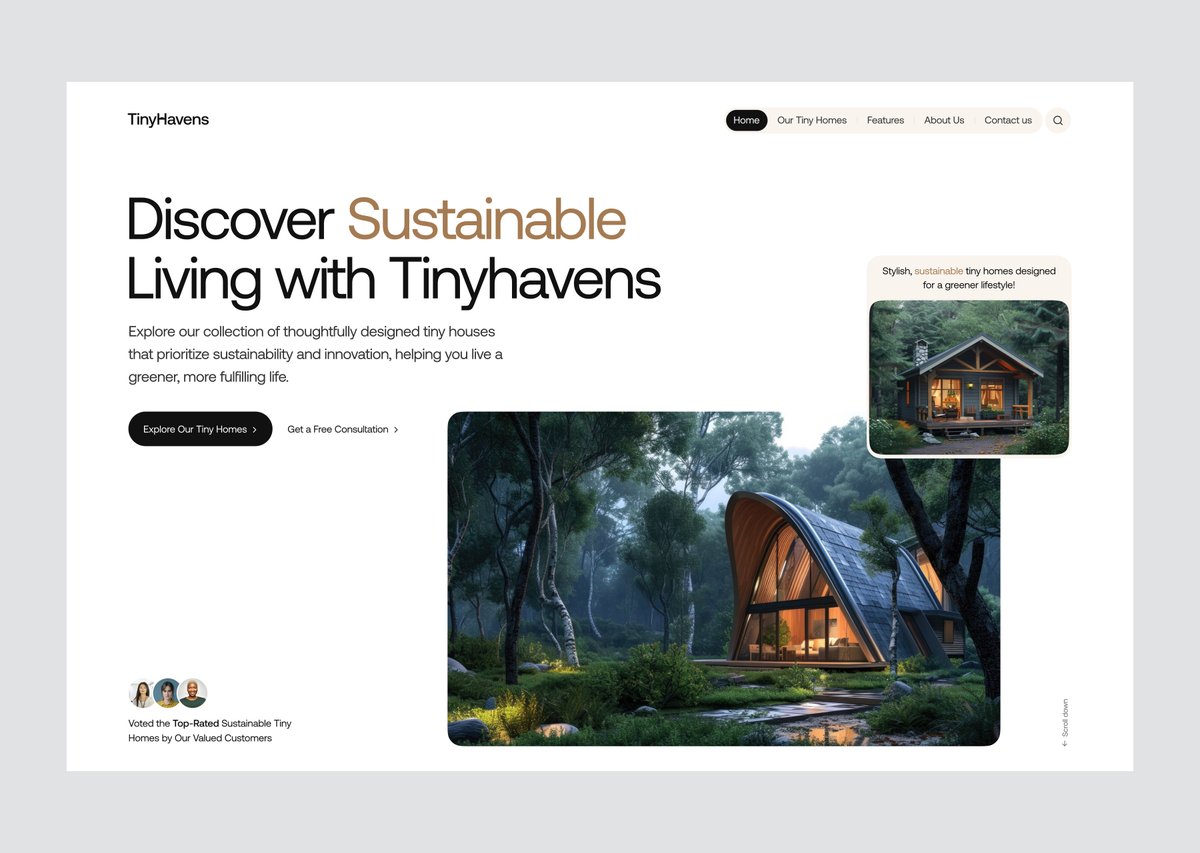 TinyHavens
Home
Our Tiny Homes
Features
About Us
Contact us
Discover Sustainable
Living with Tinyhavens
Explore our collection of thoughtfully designed tiny houses
that prioritize sustainability and innovation, helping you live a
greener, more fulfilling life.
Explore Our Tiny Homes
Get a Free Consultation
Stylish, sustainable tiny homes designed
for a greener lifestyle!
Voted the Top-Rated Sustainable Tiny
Homes by Our Valued Customers
Scroll down